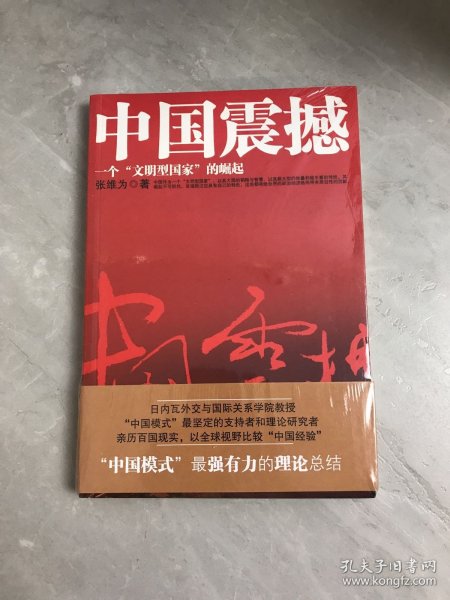 中国震撼
一个“文明型国家”的崛起
张维为◎著
中国震撼
日内瓦外交与国际关系学院教授
“中国模式”最坚定的支持者和理论研究者
亲历百国现实，以全球视野比较“中国经验”
“中国模式”最强有力的理论总结
孔夫子旧书网
www.kongfz.com